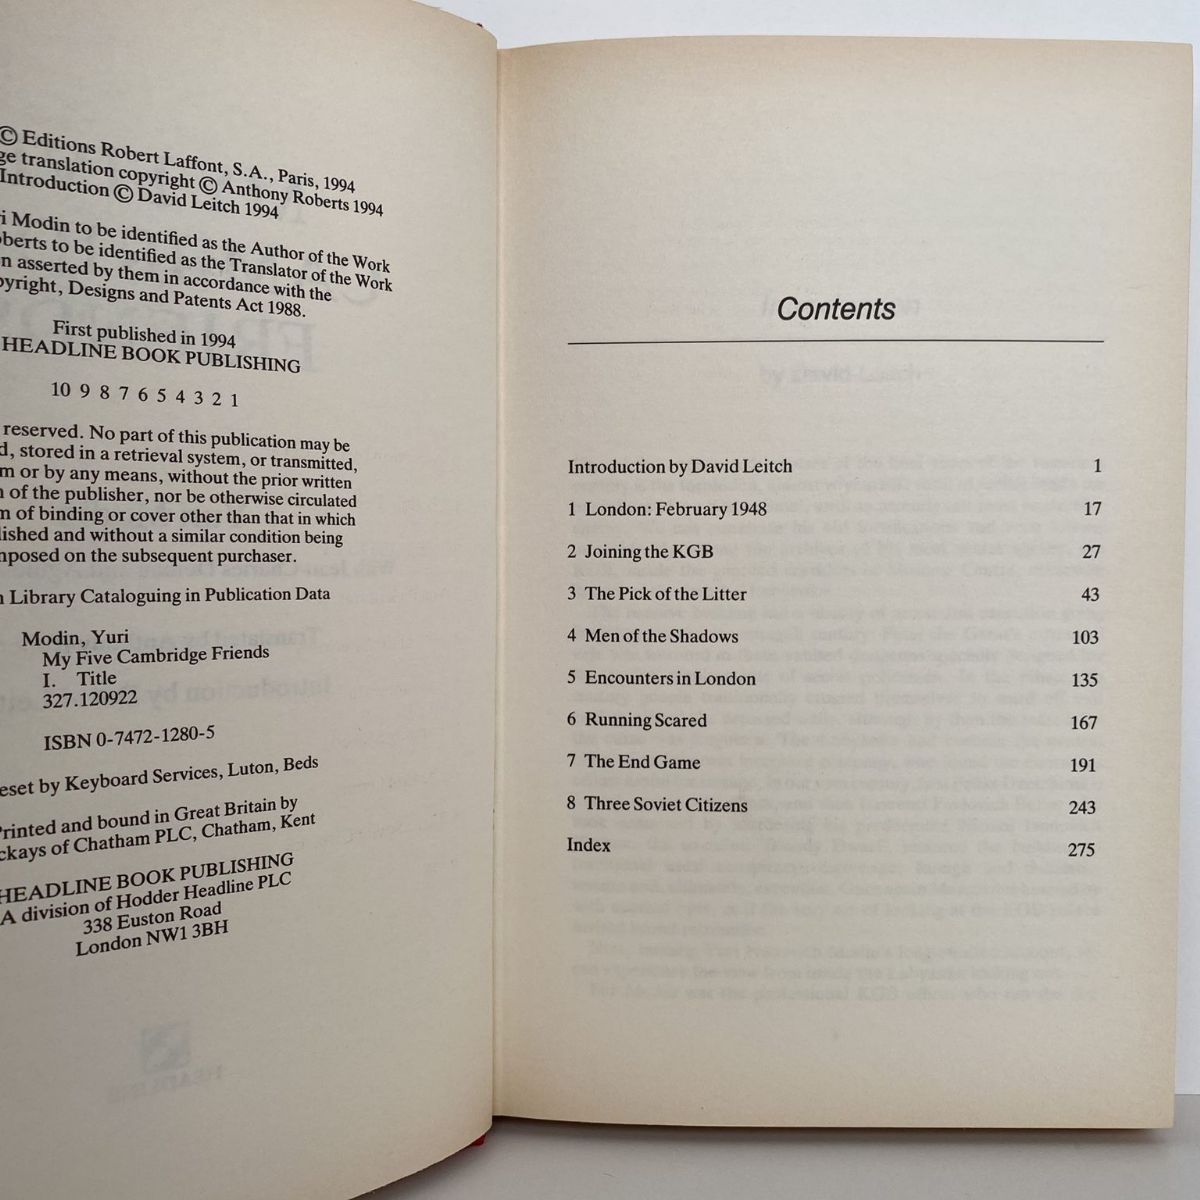 © Editions Robert Laffont, S.A., Paris, 1994
translation copyright © Anthony Roberts 1994
Introduction © David Leitch 1994
Modin to be identified as the Author of the Work
to be identified as the Translator of the Work
asserted by them in accordance with the
Designs and Patents Act 1988.
First published in 1994
HEADLINE BOOK PUBLISHING
10 9 8 7 6 5 4 3 2 1
reserved. No part of this publication may be
stored in a retrieval system, or transmitted,
or by any means, without the prior written
of the publisher, nor be otherwise circulated
of binding or cover other than that in which
and without a similar condition being
on the subsequent purchaser.
Library Cataloguing in Publication Data
Modin, Yuri
My Five Cambridge Friends
I. Title
327.120922
ISBN 0-7472-1280-5
by Keyboard Services, Luton, Beds
and bound in Great Britain by
of Chatham PLC, Chatham, Kent
HEADLINE BOOK PUBLISHING
A division of Hodder Headline PLC
338 Euston Road
London NW1 3BH
Contents
Introduction by David Leitch 1
1 London: February 1948 17
2 Joining the KGB 27
3 The Pick of the Litter 43
4 Men of the Shadows 103
5 Encounters in London 135
6 Running Scared 167
7 The End Game 191
8 Three Soviet Citizens 243
Index 275